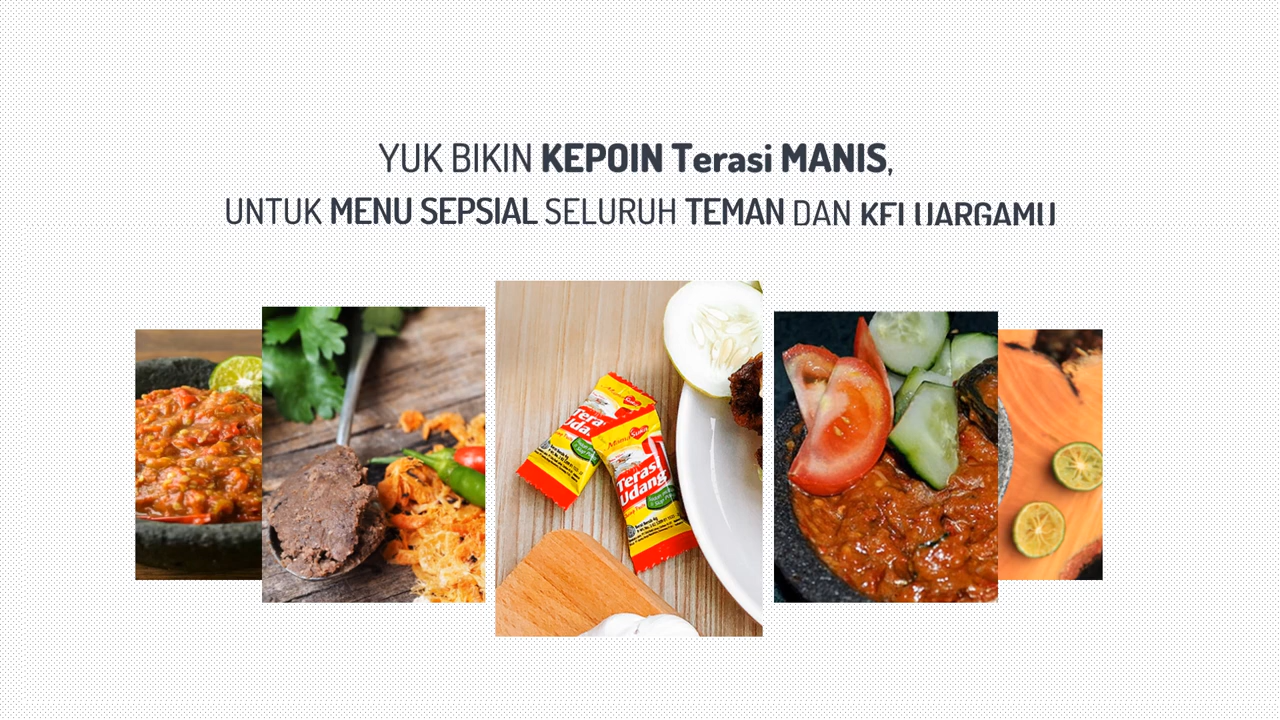 YUK BIKIN KEPOIN Terasi MANIS,
UNTUK MENU SEPSIAL SELURUH TEMAN DAN KELUARGAMU
Terasi
Udang